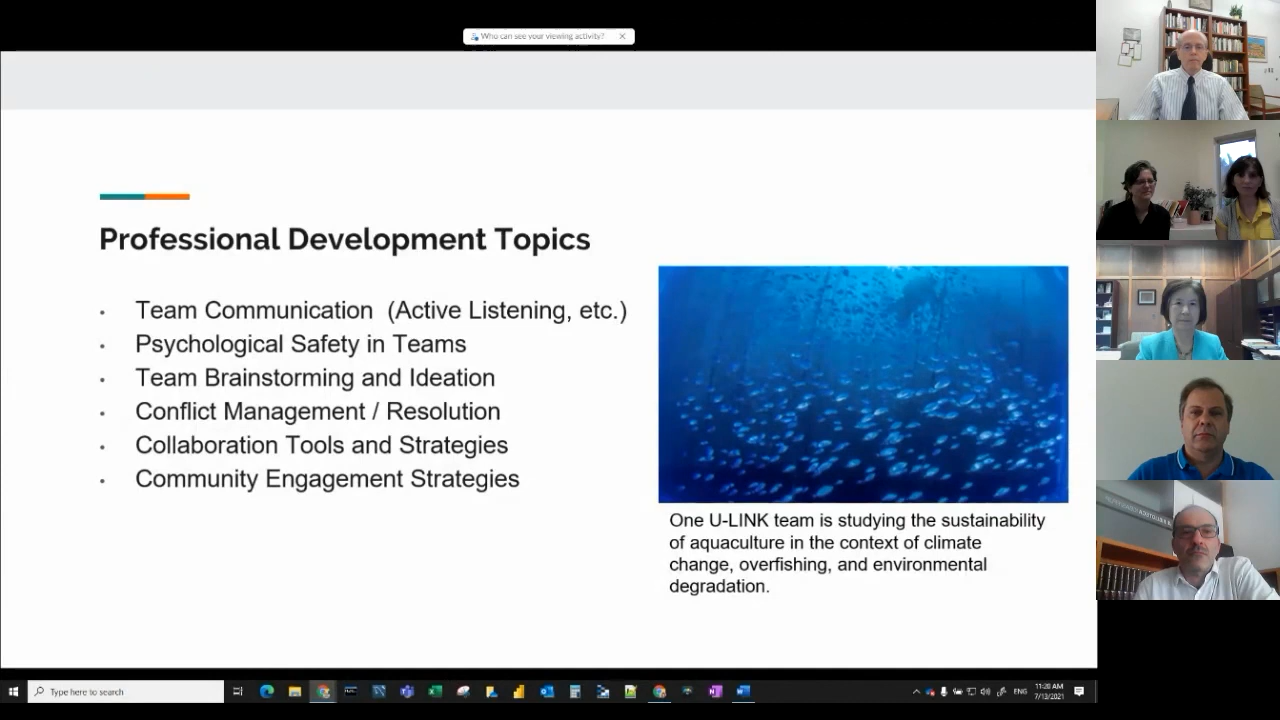 Who can see your viewing activity?
Professional Development Topics
• Team Communication (Active Listening, etc.)
• Psychological Safety in Teams
• Team Brainstorming and Ideation
• Conflict Management / Resolution
• Collaboration Tools and Strategies
• Community Engagement Strategies
One U-LINK team is studying the sustainability
of aquaculture in the context of climate
change, overfishing, and environmental
degradation.
Type here to search
ENG
11:28 AM
7/13/2021